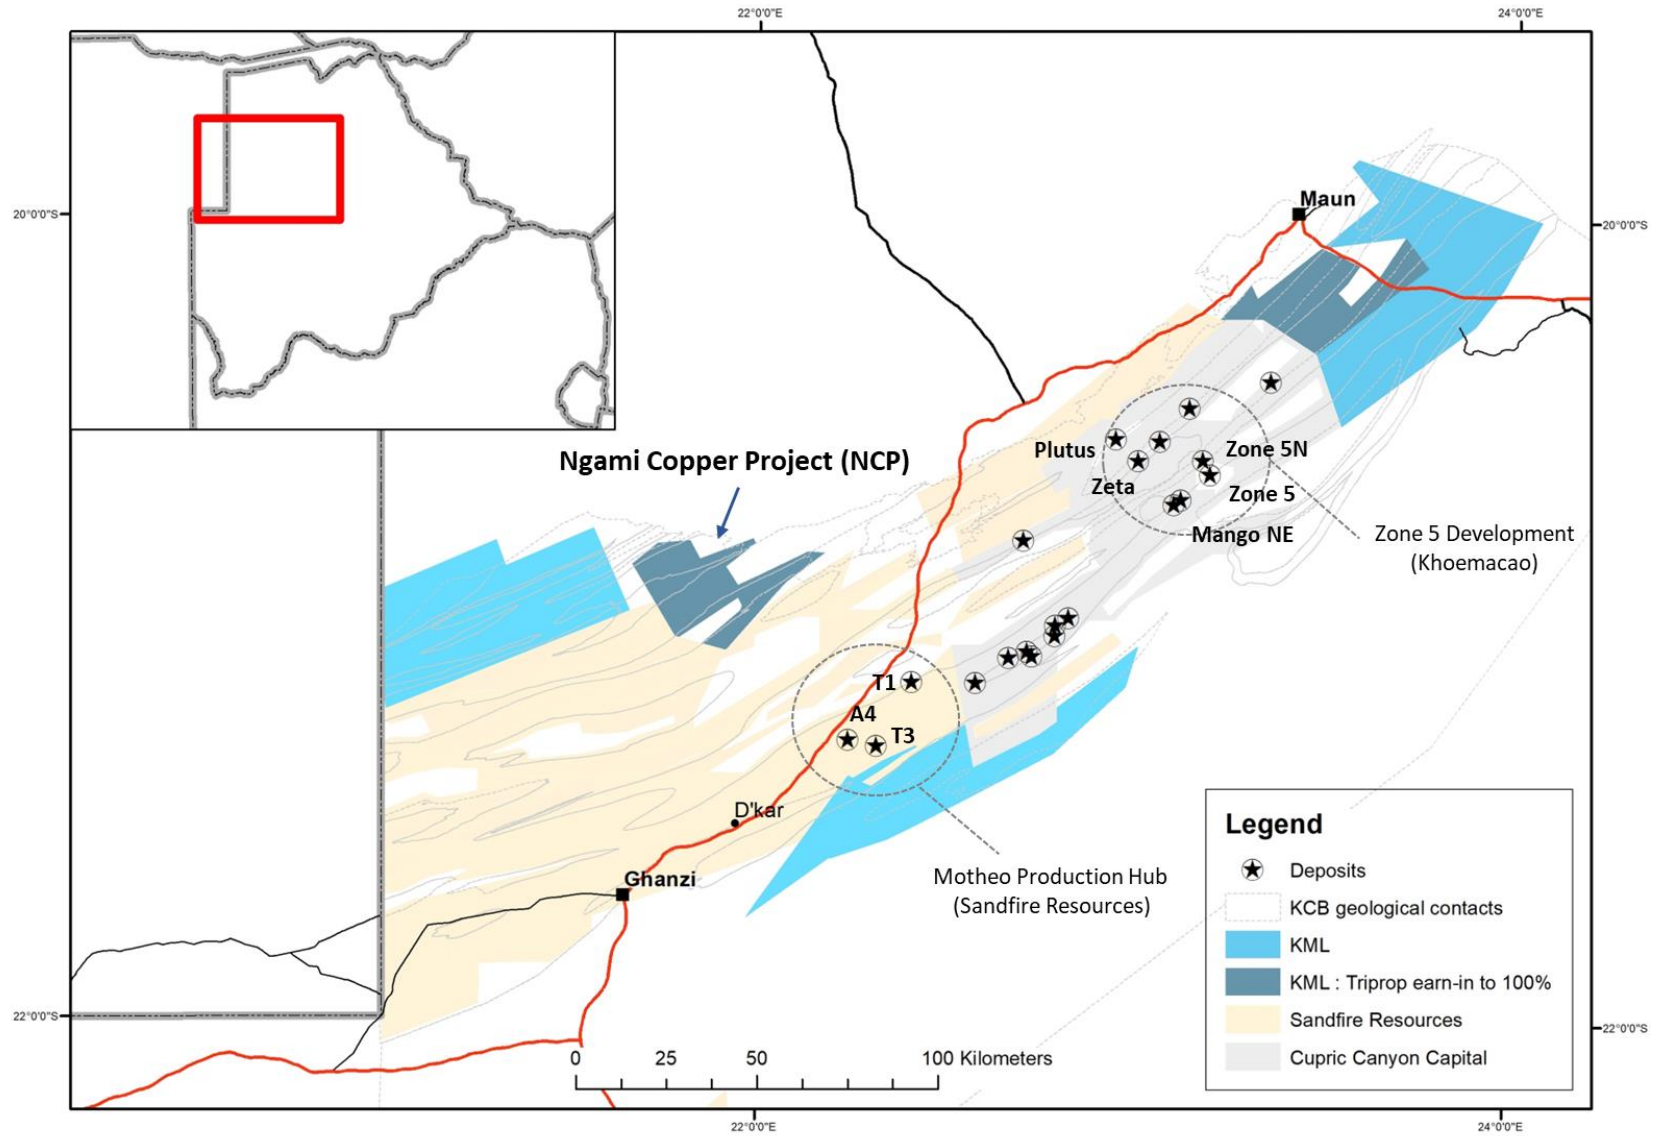 22°0'0"E
24°0'0"E
20°0'0"S
20°0'0"S
Maun
Ngami Copper Project (NCP)
Plutus
Zone 5N
Zeta
Zone 5
Mango NE
Zone 5 Development
(Khoemacao)
T1
A4
T3
D'kar
Ghanzi
Motheo Production Hub
(Sandfire Resources)
Legend
Deposits
KCB geological contacts
KML
KML : Triprop earn-in to 100%
Sandfire Resources
Cupric Canyon Capital
22°0'0"S
22°0'0"S
0 25 50 100 Kilometers
22°0'0"E
24°0'0"E